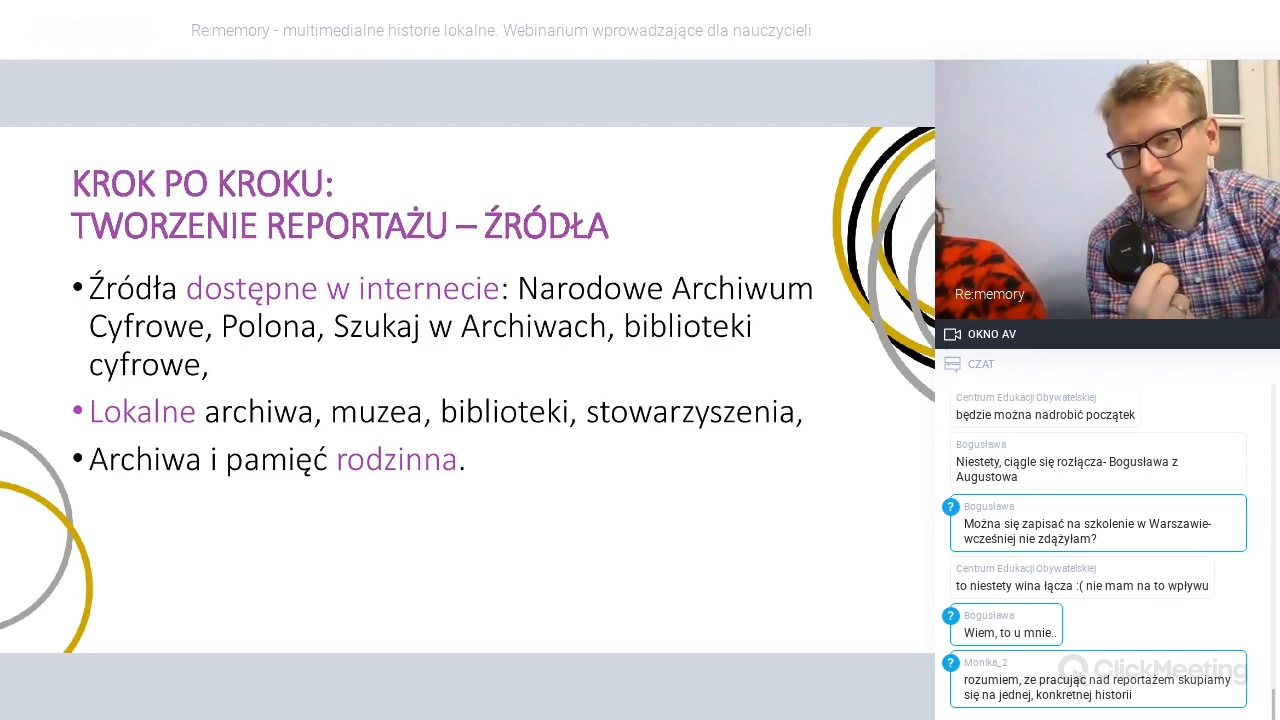 Re:memory - multimedialne historie lokalne. Webinarium wprowadzające dla nauczycieli
KROK PO KROKU:
TWORZENIE REPORTAŻU – ŹRÓDŁA
• Źródła dostępne w internecie: Narodowe Archiwum
Cyfrowe, Polona, Szukaj w Archiwach, biblioteki
cyfrowe,
• Lokalne archiwa, muzea, biblioteki, stowarzyszenia,
• Archiwa i pamięć rodzinna.
Re:memory
OKNO AV
CZAT
Centrum Edukacji Obywatelskiej
będzie można nadrobić początek
Bogusława
Niestety, ciągle się rozłącza- Bogusława z
Augustowa
? Bogusława
Można się zapisać na szkolenie w Warszawie-
wcześniej nie zdążyłam?
Centrum Edukacji Obywatelskiej
to niestety wina łącza :( nie mam na to wpływu
? Bogusława
Wiem, to u mnie..
? Monika_2
rozumiem, ze pracując nad reportażem skupiamy
się na jednej, konkretnej historii
ClickMeeting